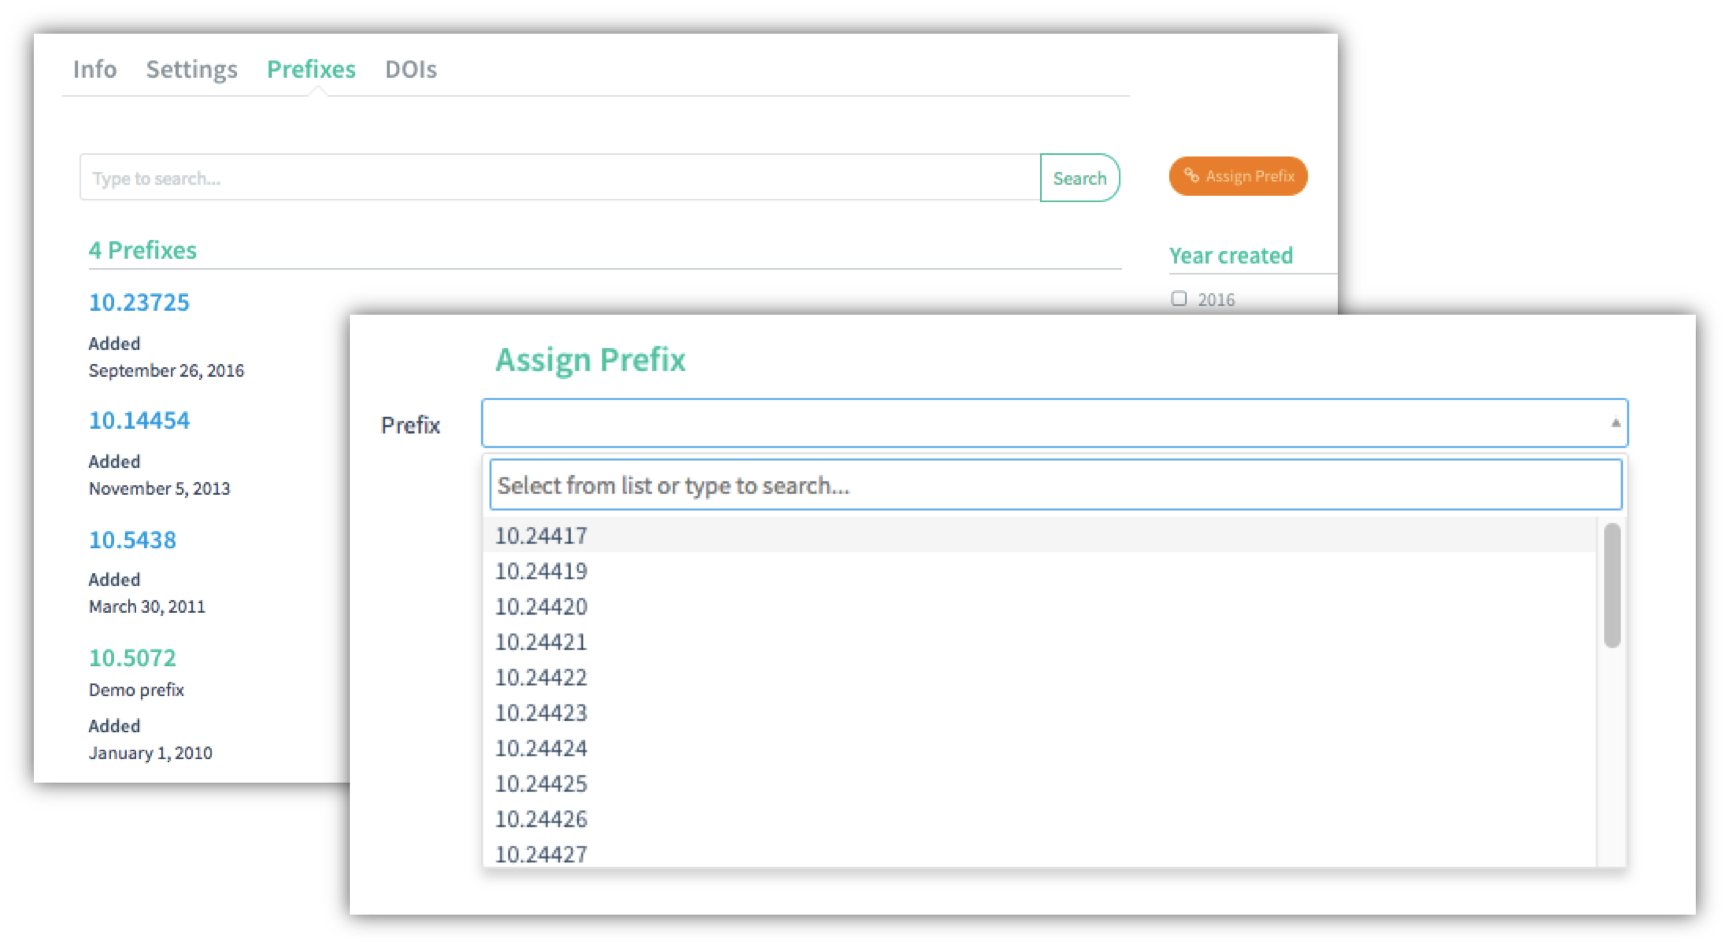 Info Settings Prefixes DOIs
Type to search...
Search
Assign Prefix
4 Prefixes
10.23725
Added
September 26, 2016
10.14454
Added
November 5, 2013
10.5438
Added
March 30, 2011
10.5072
Demo prefix
Added
January 1, 2010
Year created
2016
Assign Prefix
Prefix
Select from list or type to search...
10.24417
10.24419
10.24420
10.24421
10.24422
10.24423
10.24424
10.24425
10.24426
10.24427